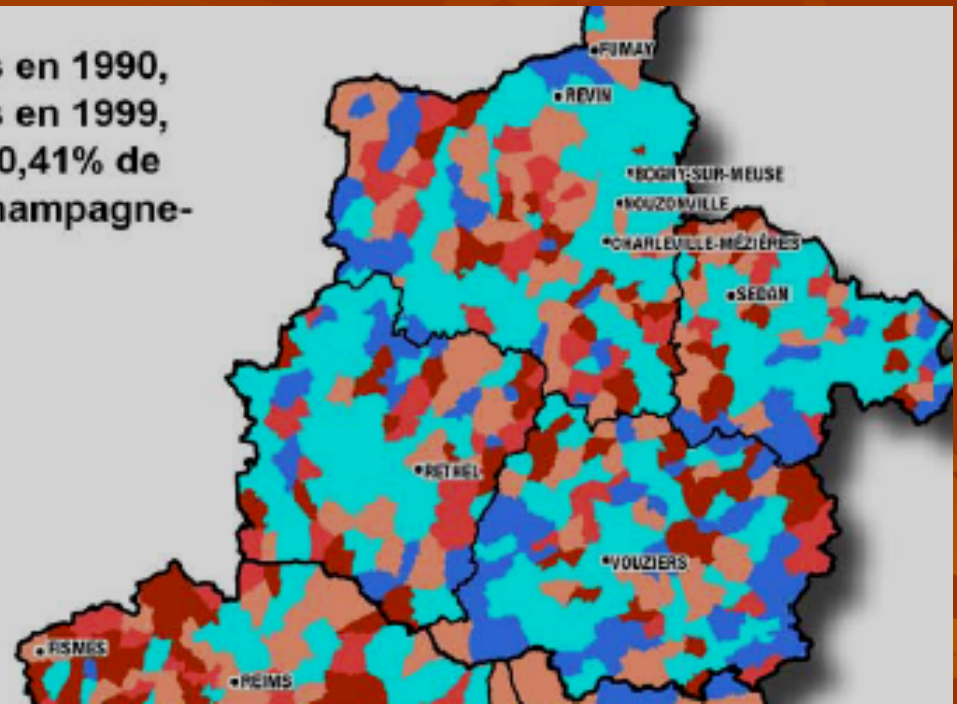 s en 1990,
s en 1999,
0,41% de
hampagne-
FUMAY
REVIN
BOGNY-SUR-MEUSE
NOUZONVILLE
CHARLEVILLE-MÉZIÈRES
SEDAN
RETHEL
VOUZIERS
FISMES
REIMS